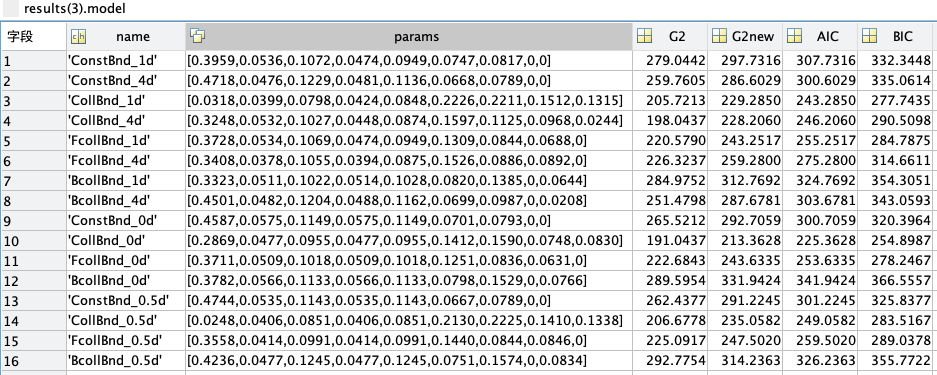 results(3).model
字段 name params G2 G2new AIC BIC
1 'ConstBnd_1d' [0.3959,0.0536,0.1072,0.0474,0.0949,0.0747,0.0817,0,0] 279.0442 297.7316 307.7316 332.3448
2 'ConstBnd_4d' [0.4718,0.0476,0.1229,0.0481,0.1136,0.0668,0.0789,0,0] 259.7605 286.6029 300.6029 335.0614
3 'CollBnd_1d' [0.0318,0.0399,0.0798,0.0424,0.0848,0.2226,0.2211,0.1512,0.1315] 205.7213 229.2850 243.2850 277.7435
4 'CollBnd_4d' [0.3248,0.0532,0.1027,0.0448,0.0874,0.1597,0.1125,0.0968,0.0244] 198.0437 228.2060 246.2060 290.5098
5 'FcollBnd_1d' [0.3728,0.0534,0.1069,0.0474,0.0949,0.1309,0.0844,0.0688,0] 220.5790 243.2517 255.2517 284.7875
6 'FcollBnd_4d' [0.3408,0.0378,0.1055,0.0394,0.0875,0.1526,0.0886,0.0892,0] 226.3237 259.2800 275.2800 314.6611
7 'BcollBnd_1d' [0.3323,0.0511,0.1022,0.0514,0.1028,0.0820,0.1385,0,0.0644] 284.9752 312.7692 324.7692 354.3051
8 'BcollBnd_4d' [0.4501,0.0482,0.1204,0.0488,0.1162,0.0699,0.0987,0,0.0208] 251.4798 287.6781 303.6781 343.0593
9 'ConstBnd_0d' [0.4587,0.0575,0.1149,0.0575,0.1149,0.0701,0.0793,0,0] 265.5212 292.7059 300.7059 320.3964
10 'CollBnd_0d' [0.2869,0.0477,0.0955,0.0477,0.0955,0.1412,0.1590,0.0748,0.0830] 191.0437 213.3628 225.3628 254.8987
11 'FcollBnd_0d' [0.3711,0.0509,0.1018,0.0509,0.1018,0.1251,0.0836,0.0631,0] 222.6843 243.6335 253.6335 278.2467
12 'BcollBnd_0d' [0.3782,0.0566,0.1133,0.0566,0.1133,0.0798,0.1529,0,0.0766] 289.5954 331.9424 341.9424 366.5557
13 'ConstBnd_0.5d' [0.4744,0.0535,0.1143,0.0535,0.1143,0.0667,0.0789,0,0] 262.4377 291.2245 301.2245 325.8377
14 'CollBnd_0.5d' [0.0248,0.0406,0.0851,0.0406,0.0851,0.2130,0.2225,0.1410,0.1338] 206.6778 235.0582 249.0582 283.5167
15 'FcollBnd_0.5d' [0.3558,0.0414,0.0991,0.0414,0.0991,0.1440,0.0844,0.0846,0] 225.0917 247.5020 259.5020 289.0378
16 'BcollBnd_0.5d' [0.4236,0.0477,0.1245,0.0477,0.1245,0.0751,0.1574,0,0.0834] 292.7754 314.2363 326.2363 355.7722